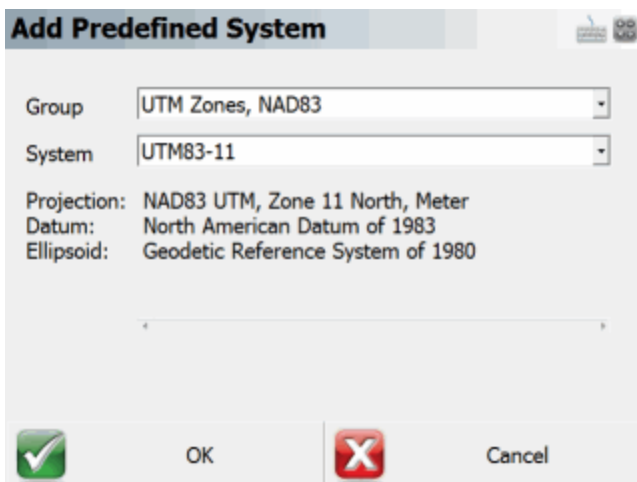 Add Predefined System
Group UTM Zones, NAD83
System UTM83-11
Projection: NAD83 UTM, Zone 11 North, Meter
Datum: North American Datum of 1983
Ellipsoid: Geodetic Reference System of 1980
OK Cancel